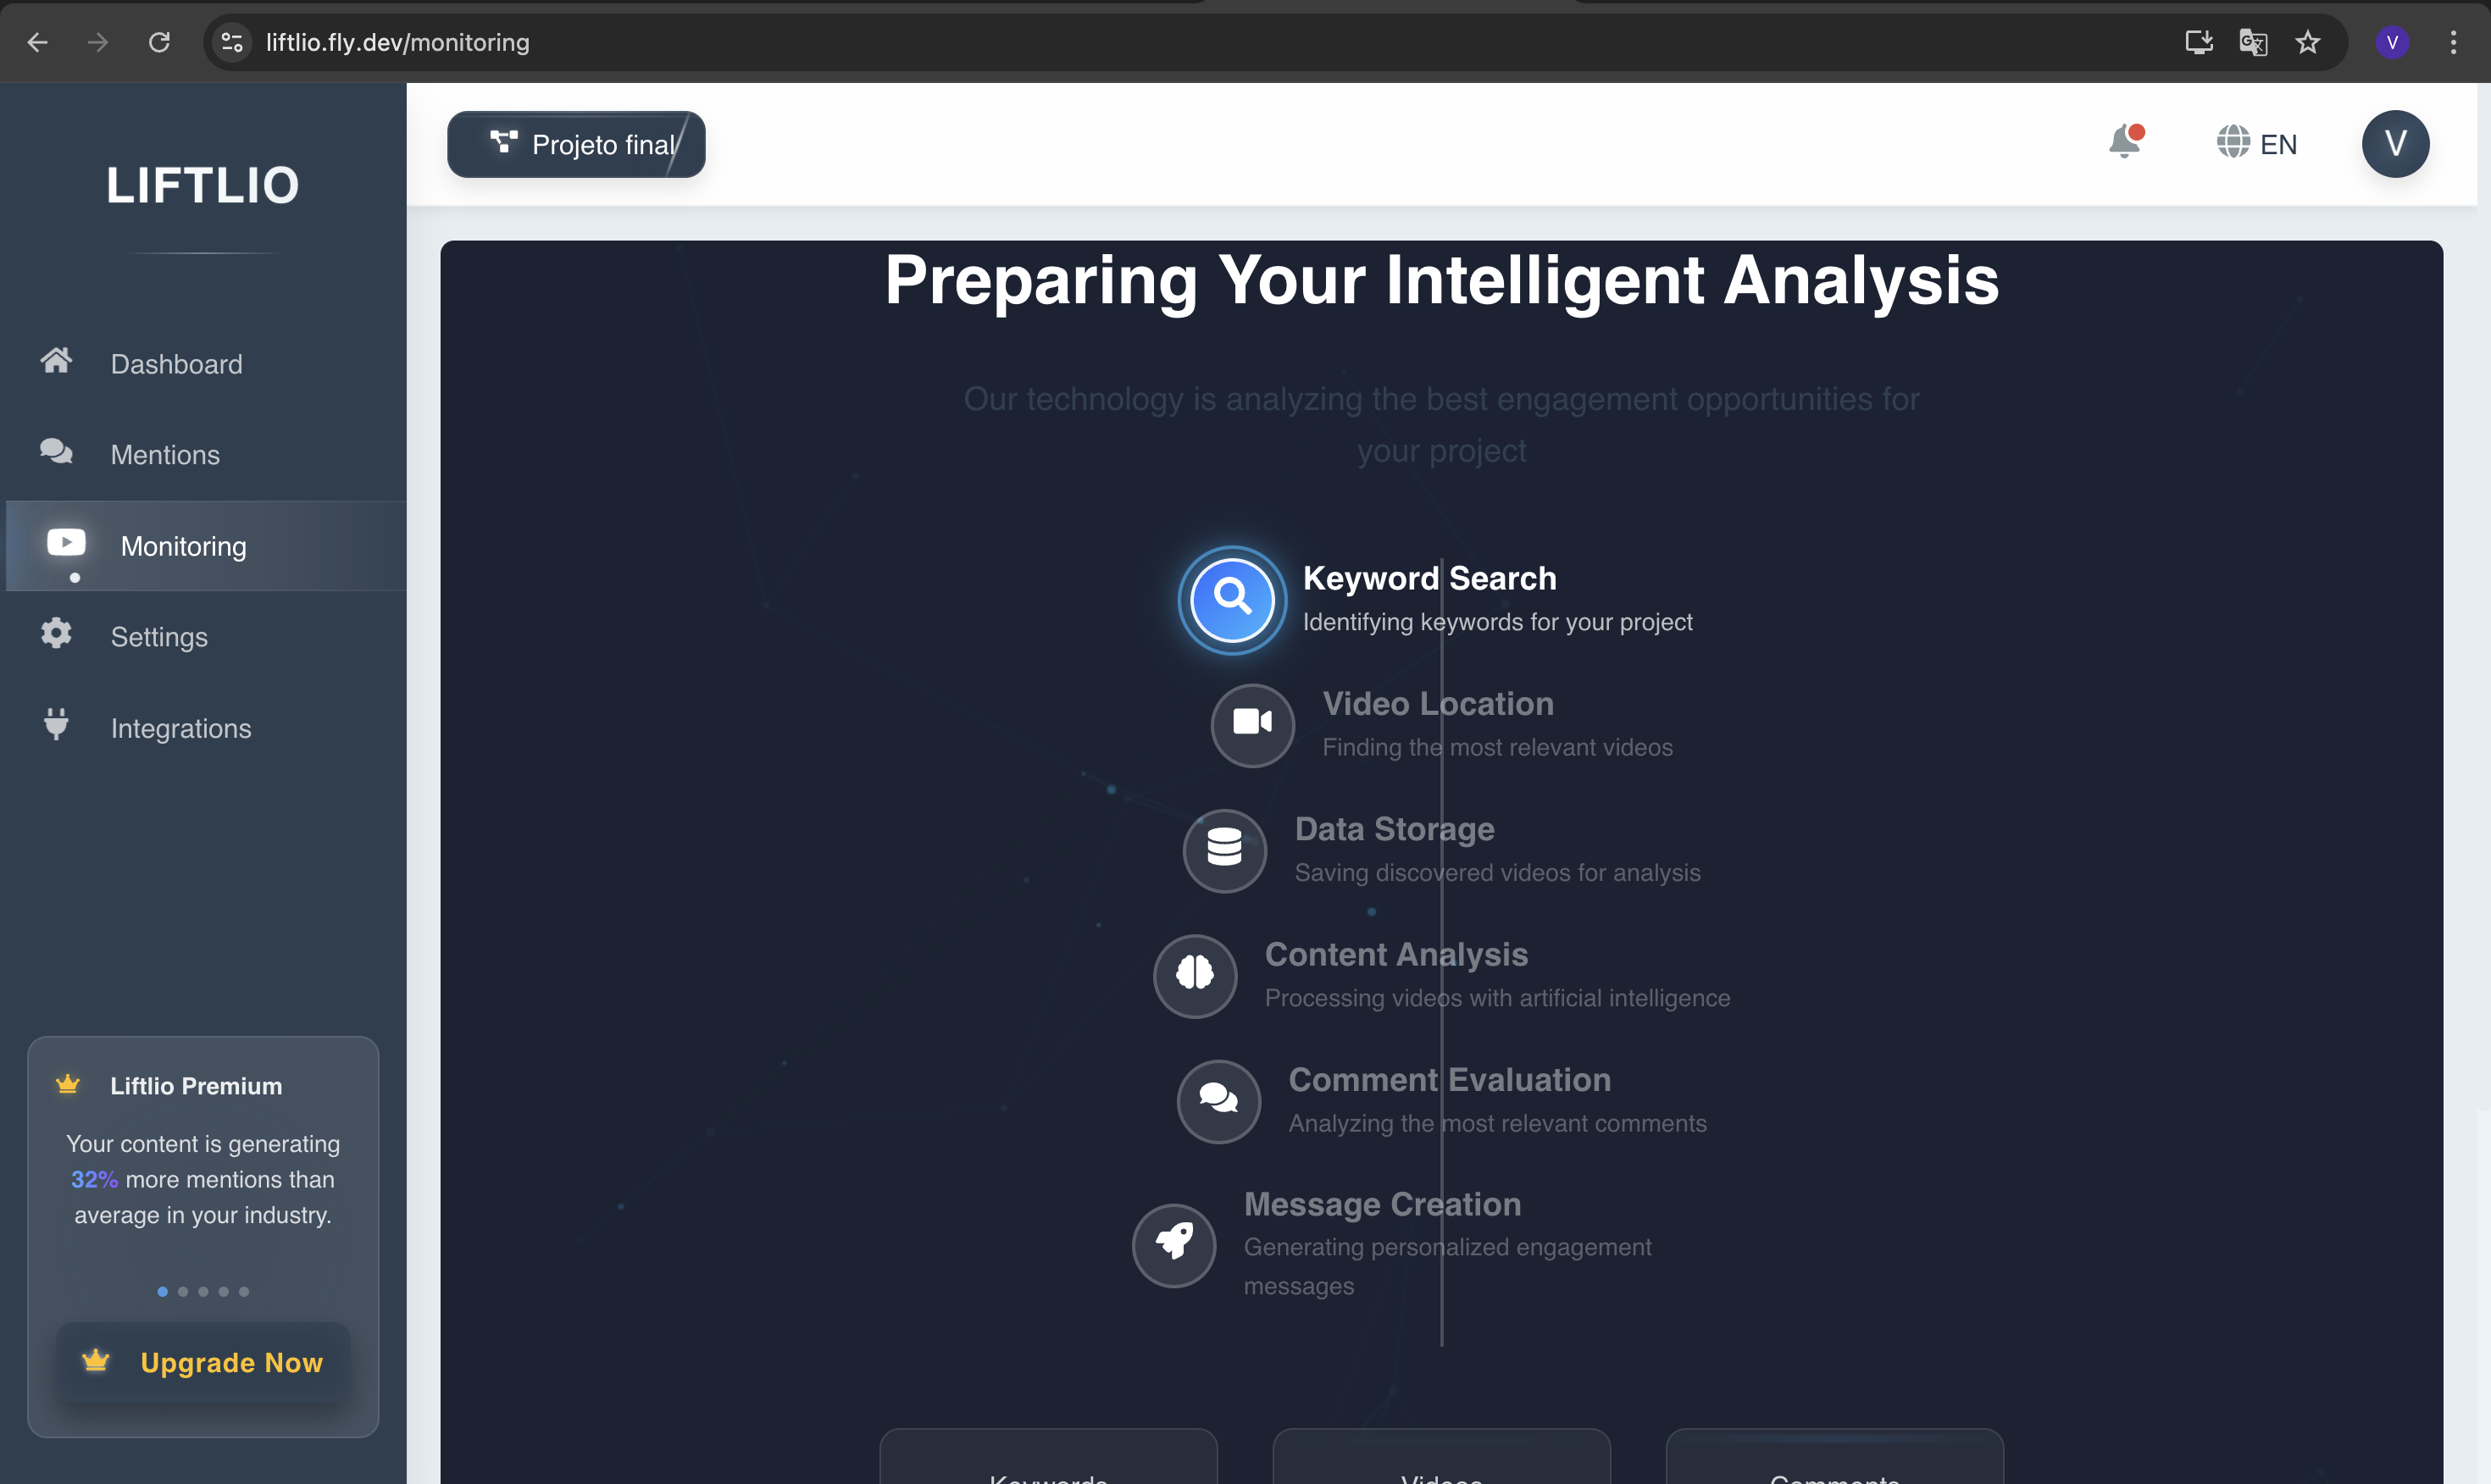 liftlio.fly.dev/monitoring
V
LIFTLIO
Projeto final
EN
V
Dashboard
Mentions
Monitoring
Settings
Integrations
Liftlio Premium
Your content is generating
32% more mentions than
average in your industry.
Upgrade Now
Preparing Your Intelligent Analysis
Our technology is analyzing the best engagement opportunities for
your project
Keyword Search
Identifying keywords for your project
Video Location
Finding the most relevant videos
Data Storage
Saving discovered videos for analysis
Content Analysis
Processing videos with artificial intelligence
Comment Evaluation
Analyzing the most relevant comments
Message Creation
Generating personalized engagement
messages
Keywords
Videos
Comments